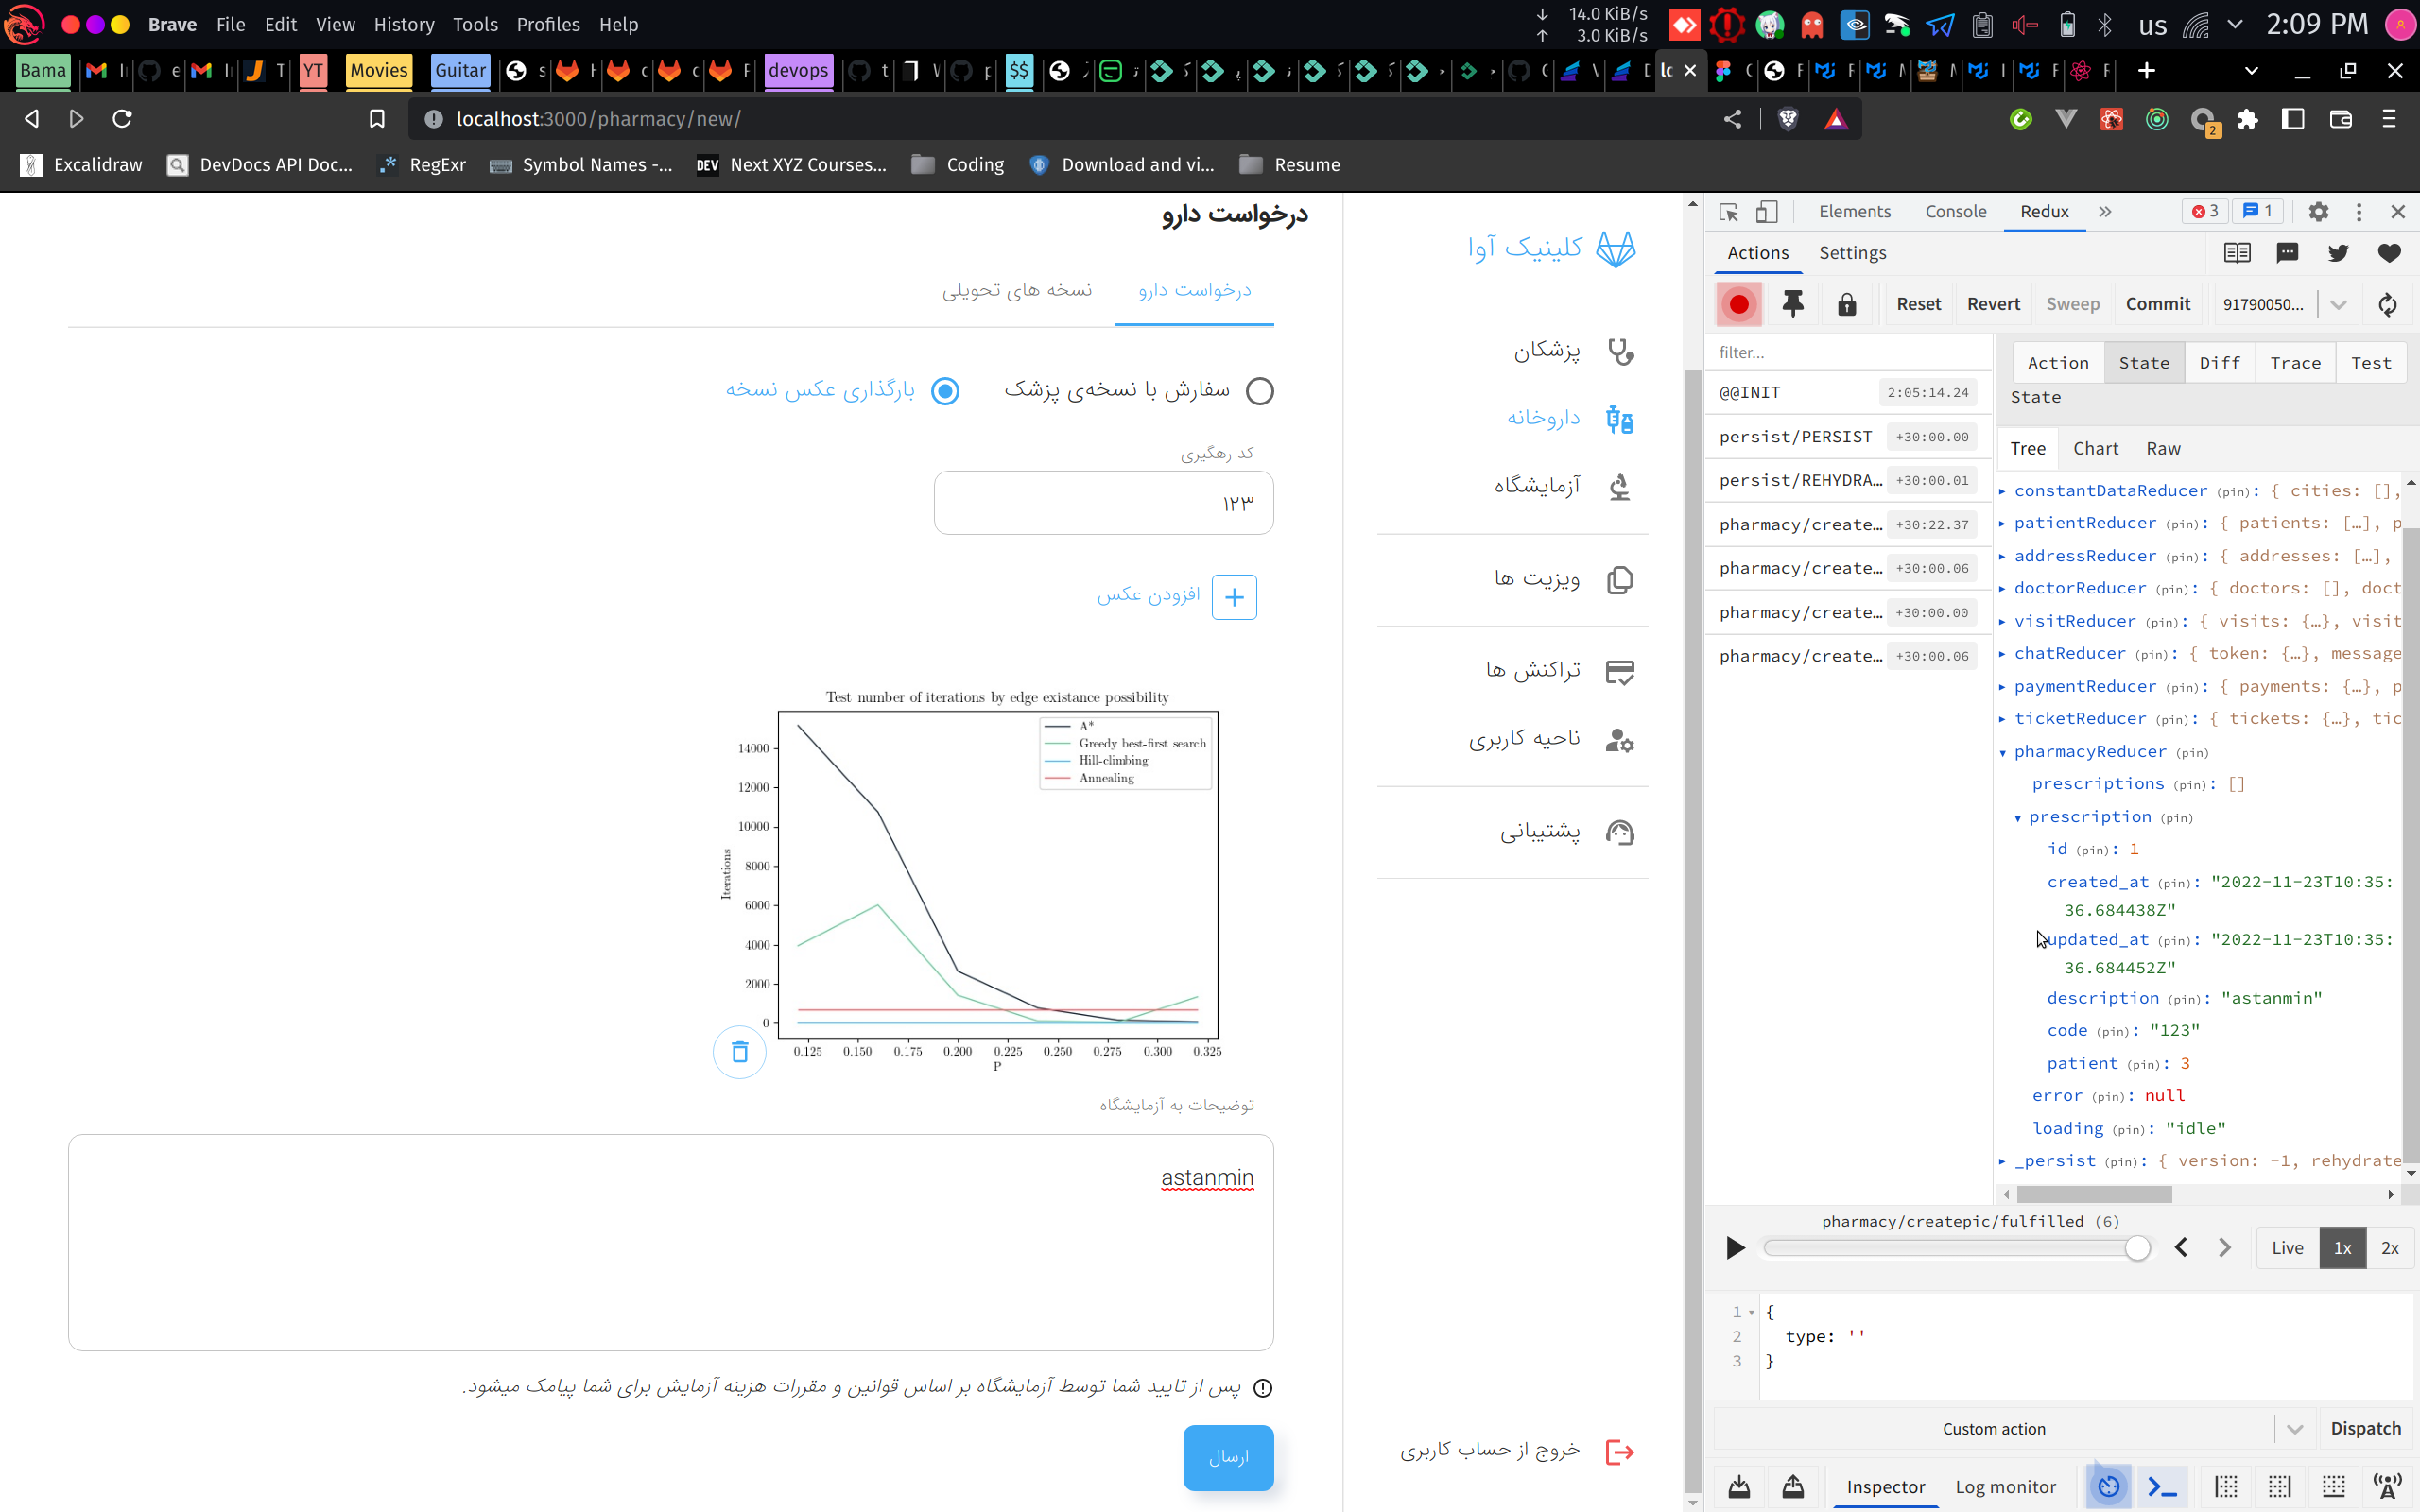 Brave File Edit View History Tools Profiles Help
14.0 KiB/s
3.0 KiB/s
us
2:09 PM
Bama
YT
Movies
Guitar
devops
$$
localhost:3000/pharmacy/new/
2
Excalidraw
DevDocs API Doc...
RegExr
Symbol Names -...
DEV Next XYZ Courses...
Coding
Download and vi...
Resume
درخواست دارو
درخواست دارو
نسخه های تحویلی
سفارش با نسخه‌ی پزشک
بارگذاری عکس نسخه
کد رهگیری
۱۲۳
افزودن عکس
Test number of iterations by edge existance possibility
A*
Greedy best-first search
Hill-climbing
Annealing
Iterations
14000
12000
10000
8000
6000
4000
2000
0
0.125 0.150 0.175 0.200 0.225 0.250 0.275 0.300 0.325
P
توضیحات به آزمایشگاه
astanmin
پس از تایید شما توسط آزمایشگاه بر اساس قوانین و مقررات هزینه آزمایش برای شما پیامک میشود.
ارسال
کلینیک آوا
پزشکان
داروخانه
آزمایشگاه
ویزیت ها
تراکنش ها
ناحیه کاربری
پشتیبانی
خروج از حساب کاربری
Elements Console Redux 3 1
Actions Settings
Reset Revert Sweep Commit 91790050...
filter...
@@INIT 2:05:14.24
persist/PERSIST +30:00.00
persist/REHYDRA... +30:00.01
pharmacy/create... +30:22.37
pharmacy/create... +30:00.06
pharmacy/create... +30:00.00
pharmacy/create... +30:00.06
Action State Diff Trace Test
State
Tree Chart Raw
constantDataReducer (pin): { cities: [],
patientReducer (pin): { patients: […], p
addressReducer (pin): { addresses: […],
doctorReducer (pin): { doctors: [], doct
visitReducer (pin): { visits: {…}, visit
chatReducer (pin): { token: {…}, message
paymentReducer (pin): { payments: {…}, p
ticketReducer (pin): { tickets: {…}, tic
pharmacyReducer (pin)
prescriptions (pin): []
prescription (pin)
id (pin): 1
created_at (pin): "2022-11-23T10:35:
36.684438Z"
updated_at (pin): "2022-11-23T10:35:
36.684452Z"
description (pin): "astanmin"
code (pin): "123"
patient (pin): 3
error (pin): null
loading (pin): "idle"
_persist (pin): { version: -1, rehydrate
pharmacy/createpic/fulfilled (6)
Live 1x 2x
1 {
2 type: ''
3 }
Custom action
Dispatch
Inspector Log monitor